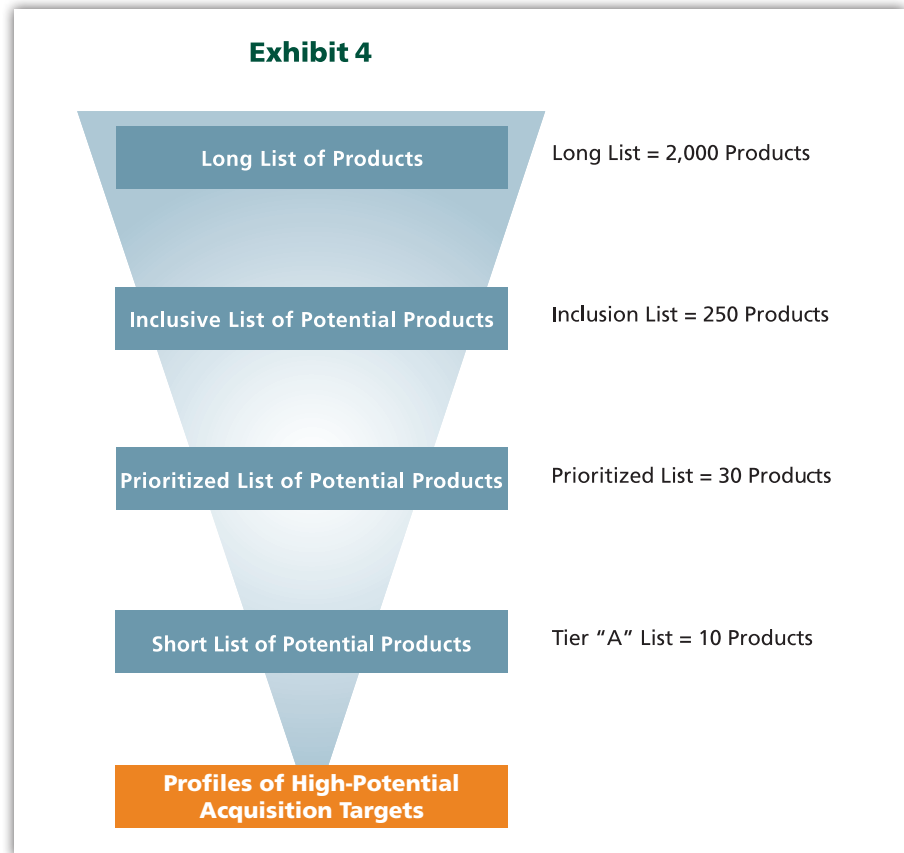 Exhibit 4
Long List of Products
Long List = 2,000 Products
Inclusive List of Potential Products
Inclusion List = 250 Products
Prioritized List of Potential Products
Prioritized List = 30 Products
Short List of Potential Products
Tier “A” List = 10 Products
Profiles of High-Potential
Acquisition Targets